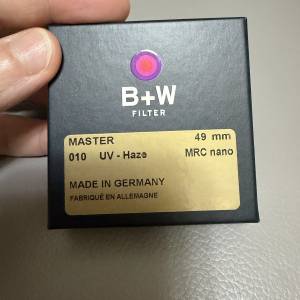 B+W
FILTER
MASTER 49 mm
010 UV - Haze MRC nano
MADE IN GERMANY
FABRIQUÉ EN ALLEMAGNE